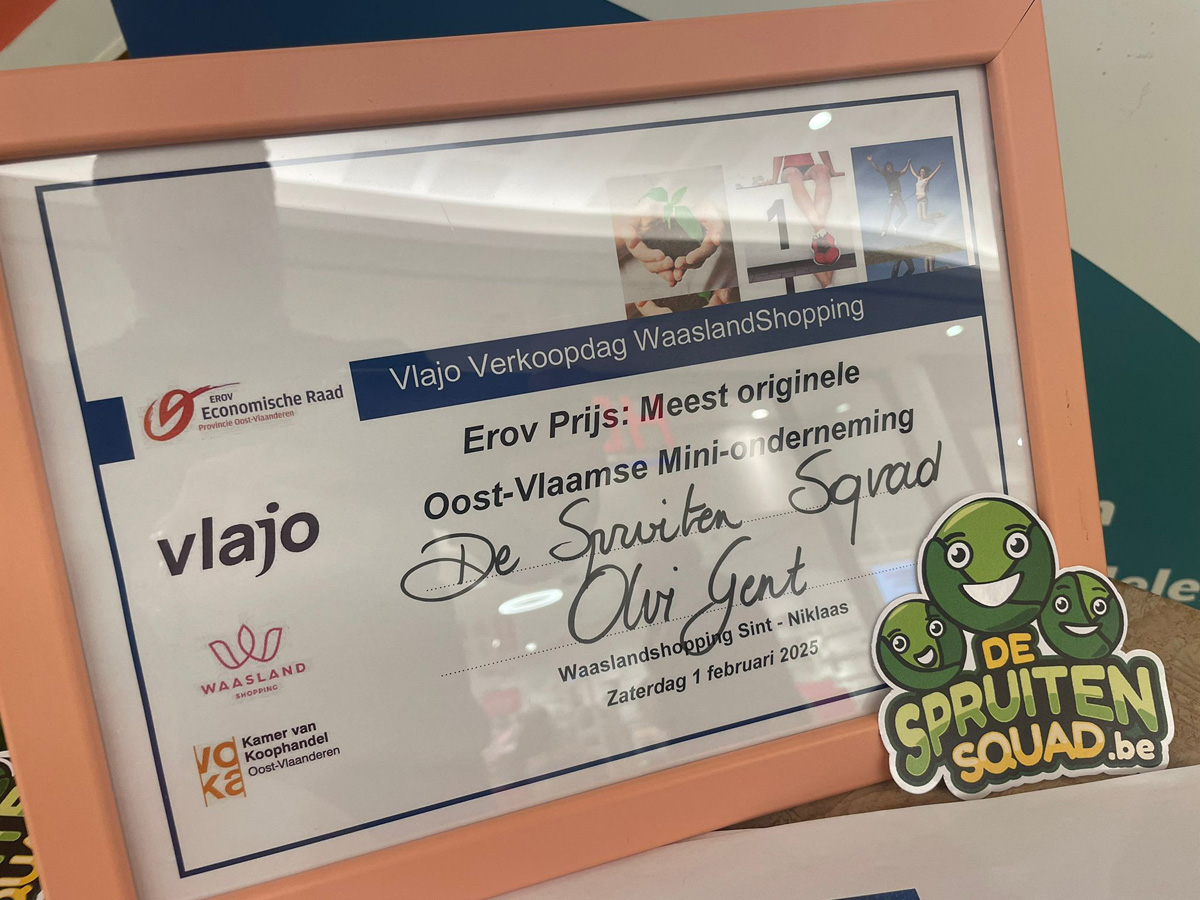 1
Vlajo Verkoopdag WaaslandShopping
EROV
Economische Raad
Provincie Oost-Vlaanderen
Erov Prijs: Meest originele
Oost-Vlaamse Mini-onderneming
De Spruiten Squad
Olvi Gent
Waaslandshopping Sint - Niklaas
Zaterdag 1 februari 2025
vlajo
WAASLAND
SHOPPING
voka
Kamer van
Koophandel
Oost-Vlaanderen
DE
SPRUITEN
SQUAD.be